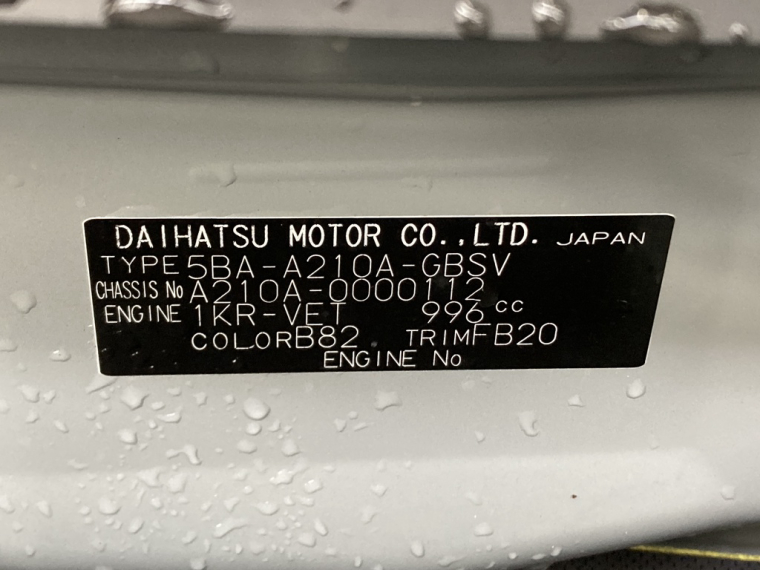 DAIHATSU MOTOR CO.,LTD. JAPAN
TYPE 5BA-A210A-GBSV
CHASSIS No A210A-0000112
ENGINE 1KR-VET 996 cc
COLOR B82 TRIM FB20
ENGINE No